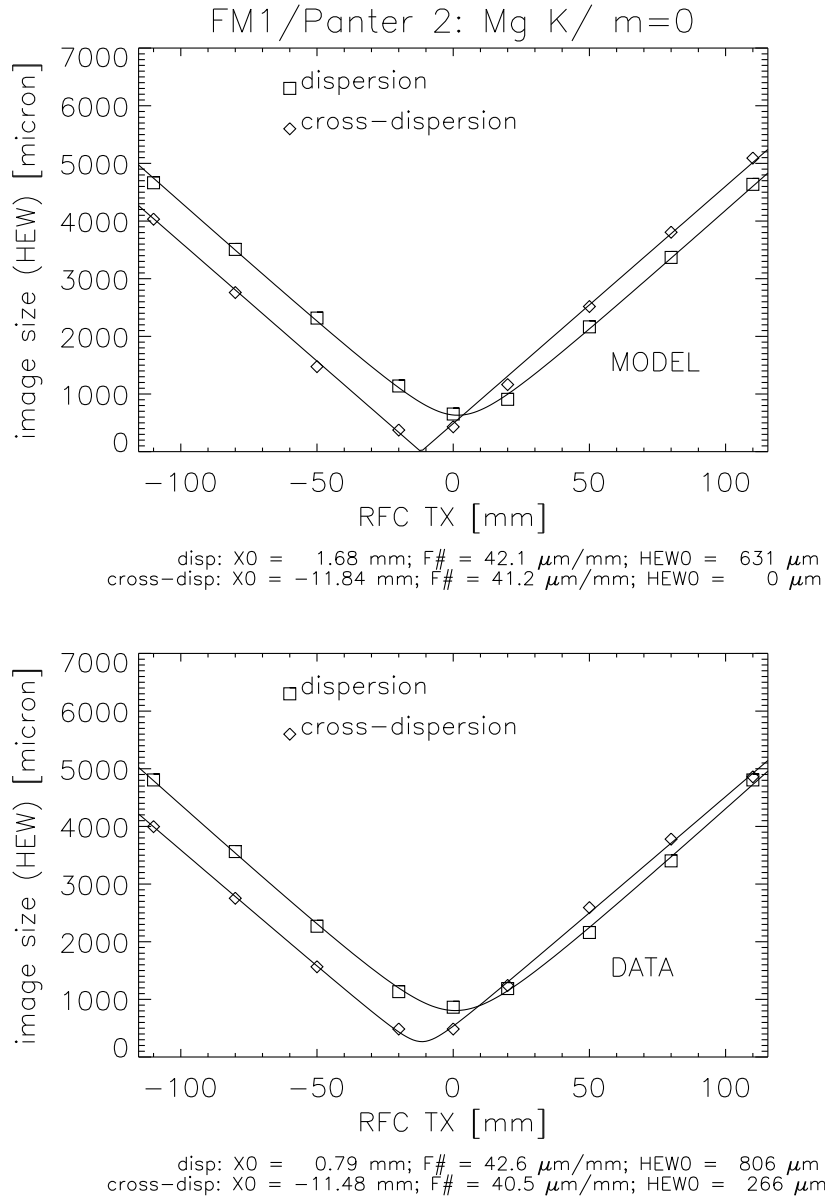 FM1/Panter 2: Mg K/ m=0
7000
6000
5000
4000
3000
2000
1000
0
image size (HEW) [micron]
dispersion
cross-dispersion
MODEL
-100 -50 0 50 100
RFC TX [mm]
disp: X0 = 1.68 mm; F# = 42.1 μm/mm; HEW0 = 631 μm
cross-disp: X0 = -11.84 mm; F# = 41.2 μm/mm; HEW0 = 0 μm
7000
6000
5000
4000
3000
2000
1000
0
image size (HEW) [micron]
dispersion
cross-dispersion
DATA
-100 -50 0 50 100
RFC TX [mm]
disp: X0 = 0.79 mm; F# = 42.6 μm/mm; HEW0 = 806 μm
cross-disp: X0 = -11.48 mm; F# = 40.5 μm/mm; HEW0 = 266 μm